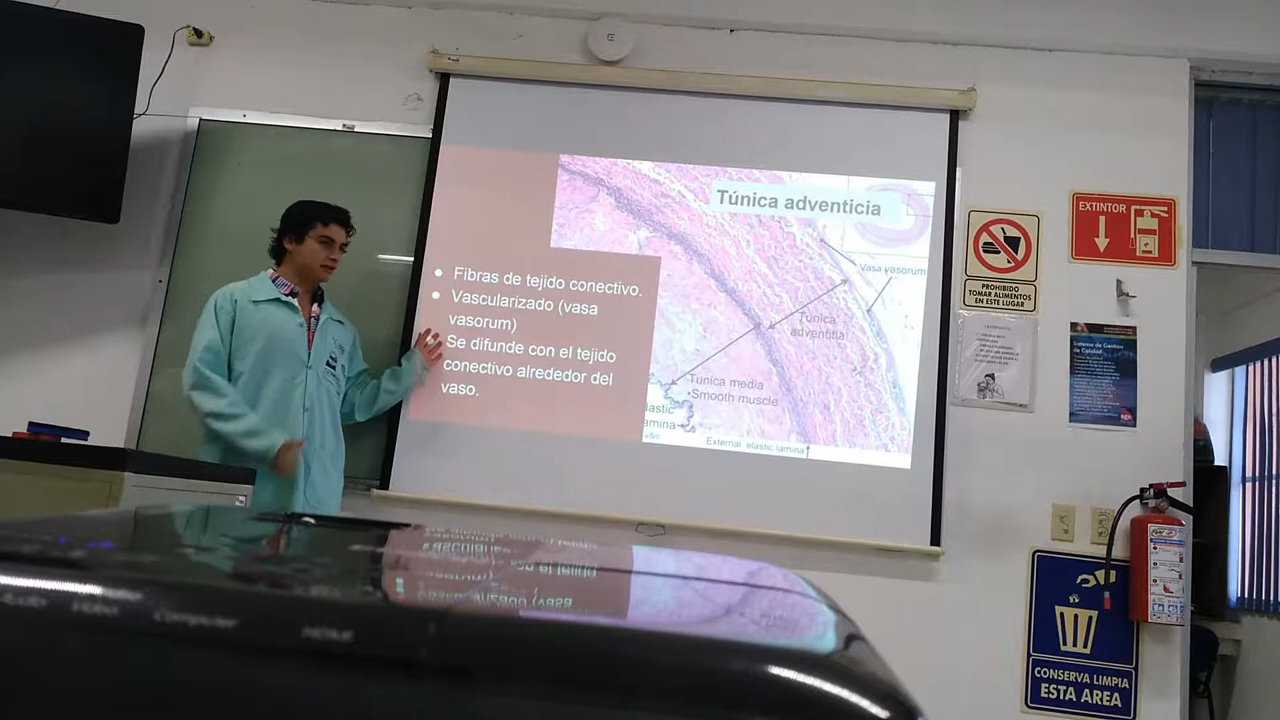 Túnica adventicia
Fibras de tejido conectivo.
Vascularizado (vasa
vasorum)
Se difunde con el tejido
conectivo alrededor del
vaso.
Vasa vasorum
Tunica
adventitia
Tunica media
•Smooth muscle
External elastic lamina
EXTINTOR
PROHIBIDO
TOMAR ALIMENTOS
EN ESTE LUGAR
Sistema de Gestión
de Calidad
CONSERVA LIMPIA
ESTA AREA
Computer